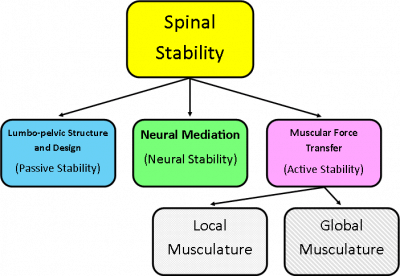 Spinal
Stability
Lumbo-pelvic Structure
and Design
(Passive Stability)
Neural Mediation
(Neural Stability)
Muscular Force
Transfer
(Active Stability)
Local
Musculature
Global
Musculature